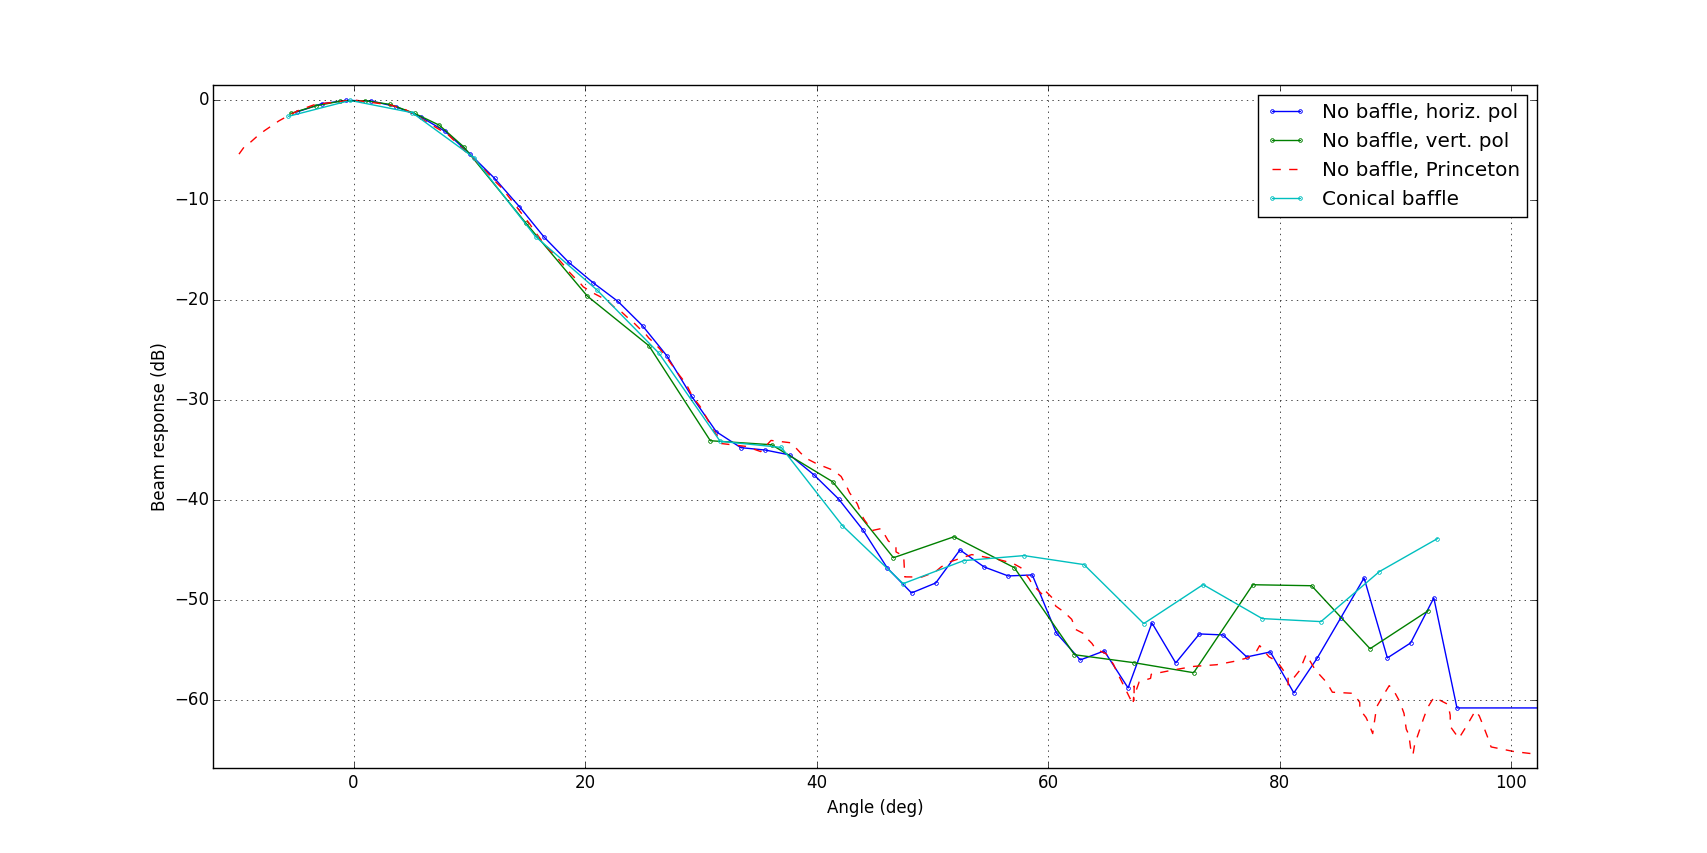 No baffle, horiz. pol
No baffle, vert. pol
No baffle, Princeton
Conical baffle
Beam response (dB)
0
−10
−20
−30
−40
−50
−60
0 20 40 60 80 100
Angle (deg)